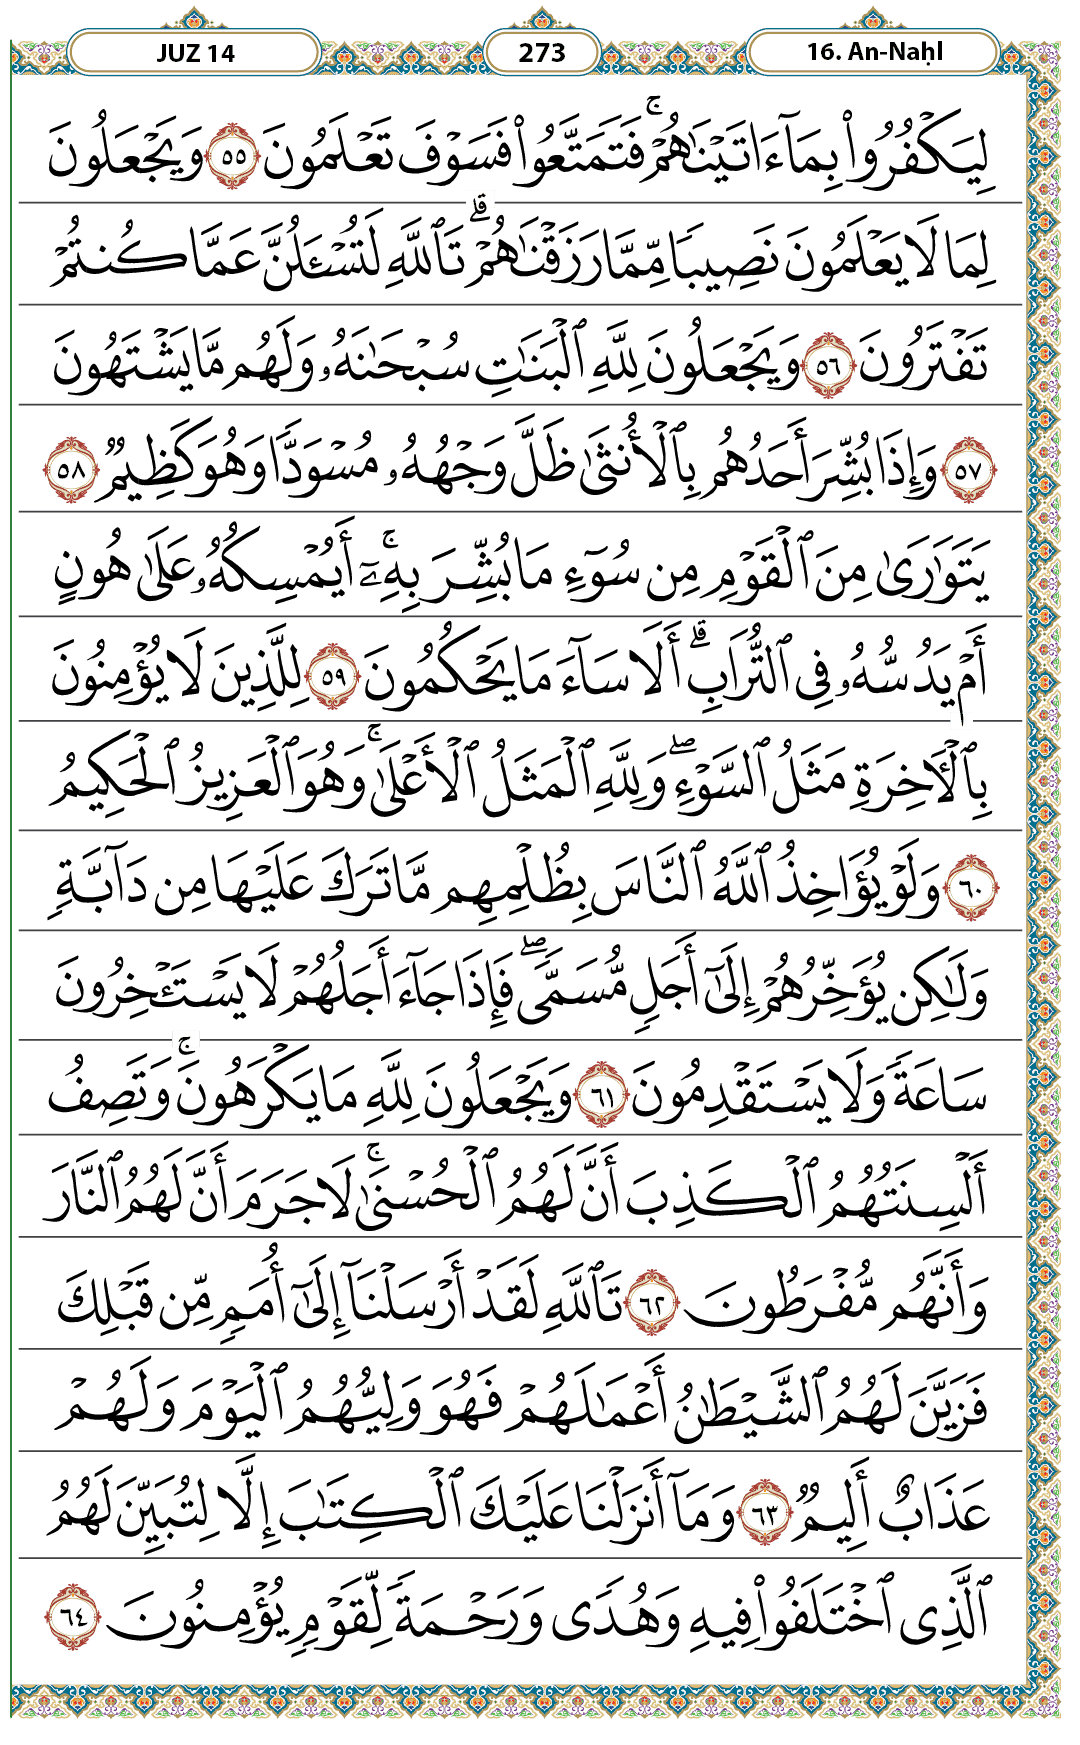 JUZ 14
273
16. An-Naḥl
لِيَكْفُرُوا۟ بِمَآ ءَاتَيْنَـٰهُمْ ۚ فَتَمَتَّعُوا۟ فَسَوْفَ تَعْلَمُونَ ٥٥ وَيَجْعَلُونَ
لِمَا لَا يَعْلَمُونَ نَصِيبًا مِّمَّا رَزَقْنَـٰهُمْ ۗ تَٱللَّهِ لَتُسْـَٔلُنَّ عَمَّا كُنتُمْ
تَفْتَرُونَ ٥٦ وَيَجْعَلُونَ لِلَّهِ ٱلْبَنَـٰتِ سُبْحَـٰنَهُۥ وَلَهُم مَّا يَشْتَهُونَ
٥٧ وَإِذَا بُشِّرَ أَحَدُهُم بِٱلْأُنثَىٰ ظَلَّ وَجْهُهُۥ مُسْوَدًّا وَهُوَ كَظِيمٌ ٥٨
يَتَوَٰرَىٰ مِنَ ٱلْقَوْمِ مِن سُوٓءِ مَا بُشِّرَ بِهِۦٓ ۚ أَيُمْسِكُهُۥ عَلَىٰ هُونٍ
أَمْ يَدُسُّهُۥ فِى ٱلتُّرَابِ ۗ أَلَا سَآءَ مَا يَحْكُمُونَ ٥٩ لِلَّذِينَ لَا يُؤْمِنُونَ
بِٱلْـَٔاخِرَةِ مَثَلُ ٱلسَّوْءِ ۖ وَلِلَّهِ ٱلْمَثَلُ ٱلْأَعْلَىٰ ۚ وَهُوَ ٱلْعَزِيزُ ٱلْحَكِيمُ
٦٠ وَلَوْ يُؤَاخِذُ ٱللَّهُ ٱلنَّاسَ بِظُلْمِهِم مَّا تَرَكَ عَلَيْهَا مِن دَآبَّةٍ
وَلَـٰكِن يُؤَخِّرُهُمْ إِلَىٰٓ أَجَلٍ مُّسَمًّى ۖ فَإِذَا جَآءَ أَجَلُهُمْ لَا يَسْتَـْٔخِرُونَ
سَاعَةً وَلَا يَسْتَقْدِمُونَ ٦١ وَيَجْعَلُونَ لِلَّهِ مَا يَكْرَهُونَ ۚ وَتَصِفُ
أَلْسِنَتُهُمُ ٱلْكَذِبَ أَنَّ لَهُمُ ٱلْحُسْنَىٰ ۚ لَا جَرَمَ أَنَّ لَهُمُ ٱلنَّارَ
وَأَنَّهُم مُّفْرَطُونَ ٦٢ تَٱللَّهِ لَقَدْ أَرْسَلْنَآ إِلَىٰٓ أُمَمٍ مِّن قَبْلِكَ
فَزَيَّنَ لَهُمُ ٱلشَّيْطَـٰنُ أَعْمَـٰلَهُمْ فَهُوَ وَلِيُّهُمُ ٱلْيَوْمَ وَلَهُمْ
عَذَابٌ أَلِيمٌ ٦٣ وَمَآ أَنزَلْنَا عَلَيْكَ ٱلْكِتَـٰبَ إِلَّا لِتُبَيِّنَ لَهُمُ
ٱلَّذِى ٱخْتَلَفُوا۟ فِيهِ وَهُدًى وَرَحْمَةً لِّقَوْمٍ يُؤْمِنُونَ ٦٤